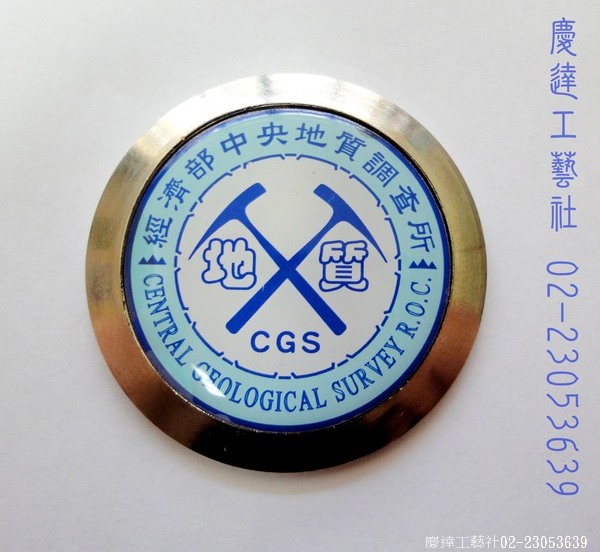 經濟部中央地質調查所
地質
CGS
CENTRAL GEOLOGICAL SURVEY R.O.C.
慶達工藝社 02-23053639
慶達工藝社02-23053639